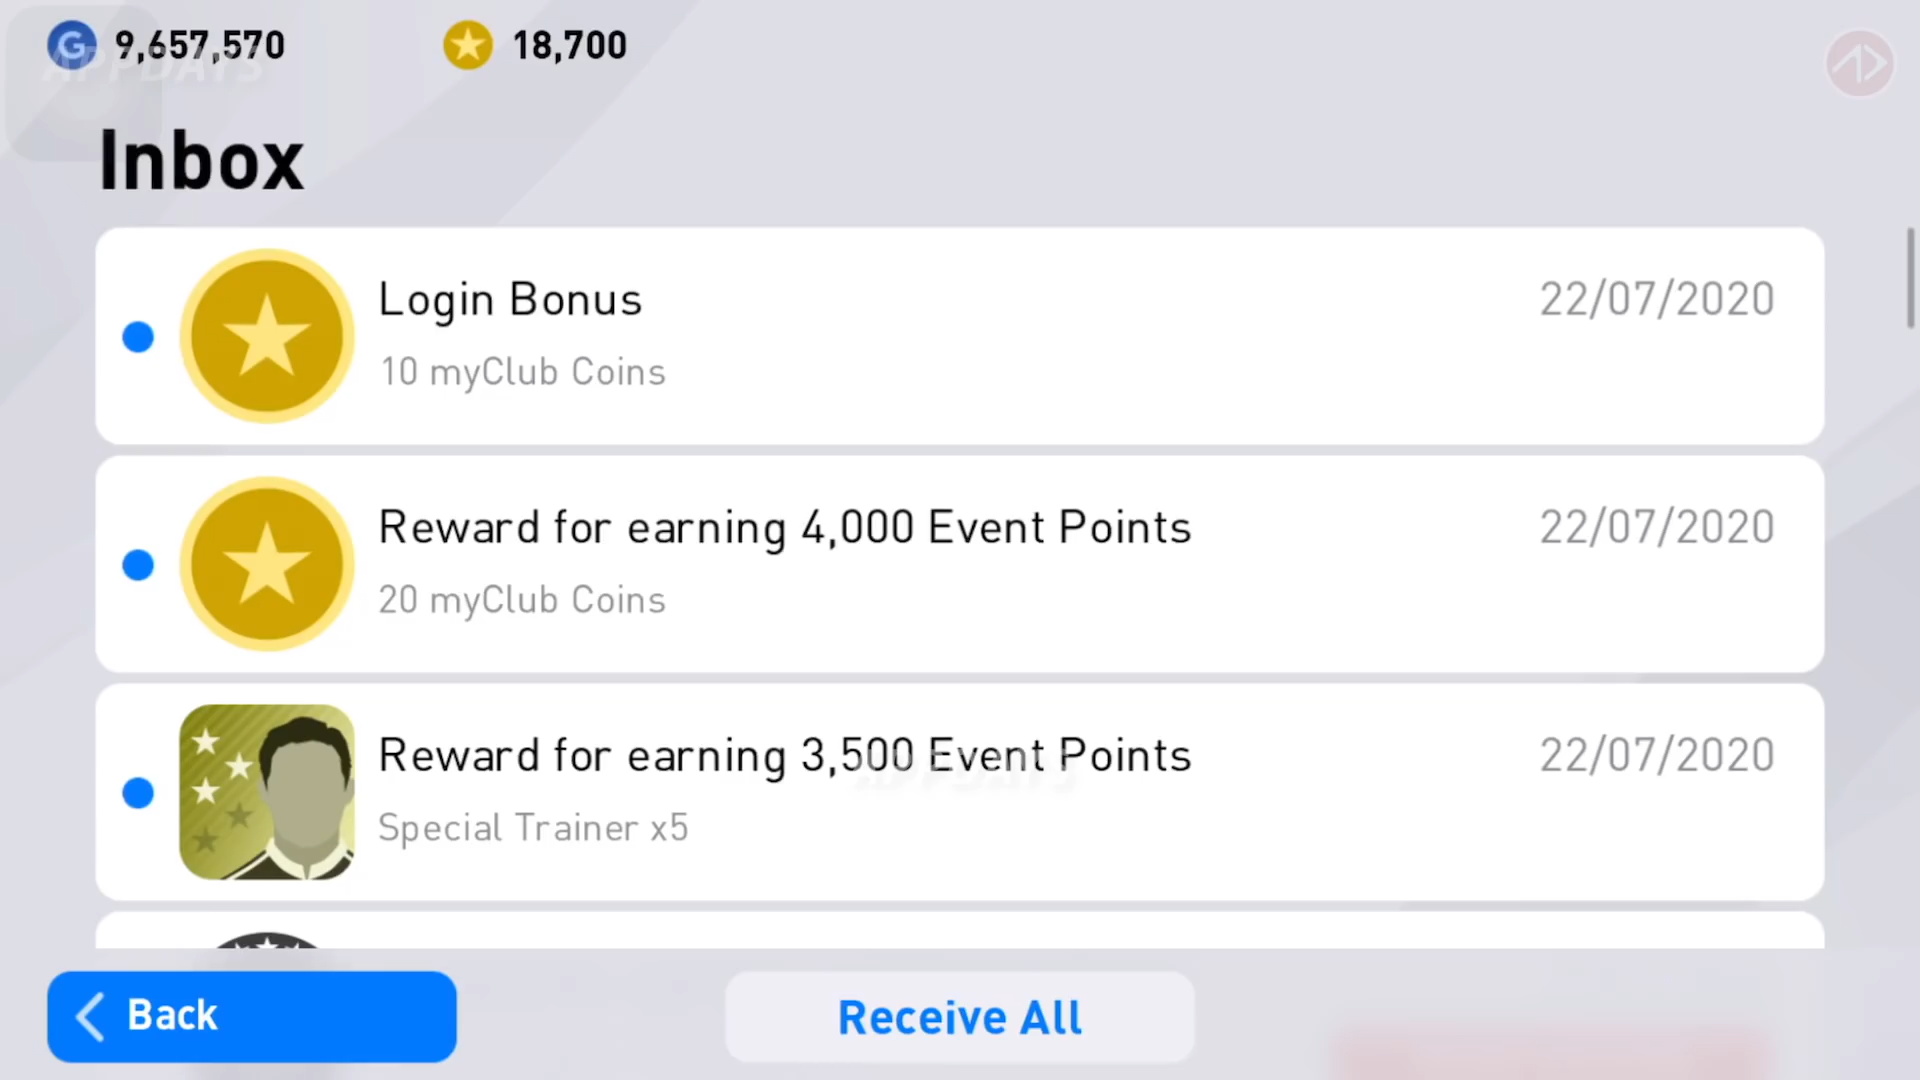 G 9,657,570 18,700
APPDAYS
Inbox
Login Bonus 22/07/2020
10 myClub Coins
Reward for earning 4,000 Event Points 22/07/2020
20 myClub Coins
Reward for earning 3,500 Event Points 22/07/2020
APPDAYS
Special Trainer x5
Back
Receive All